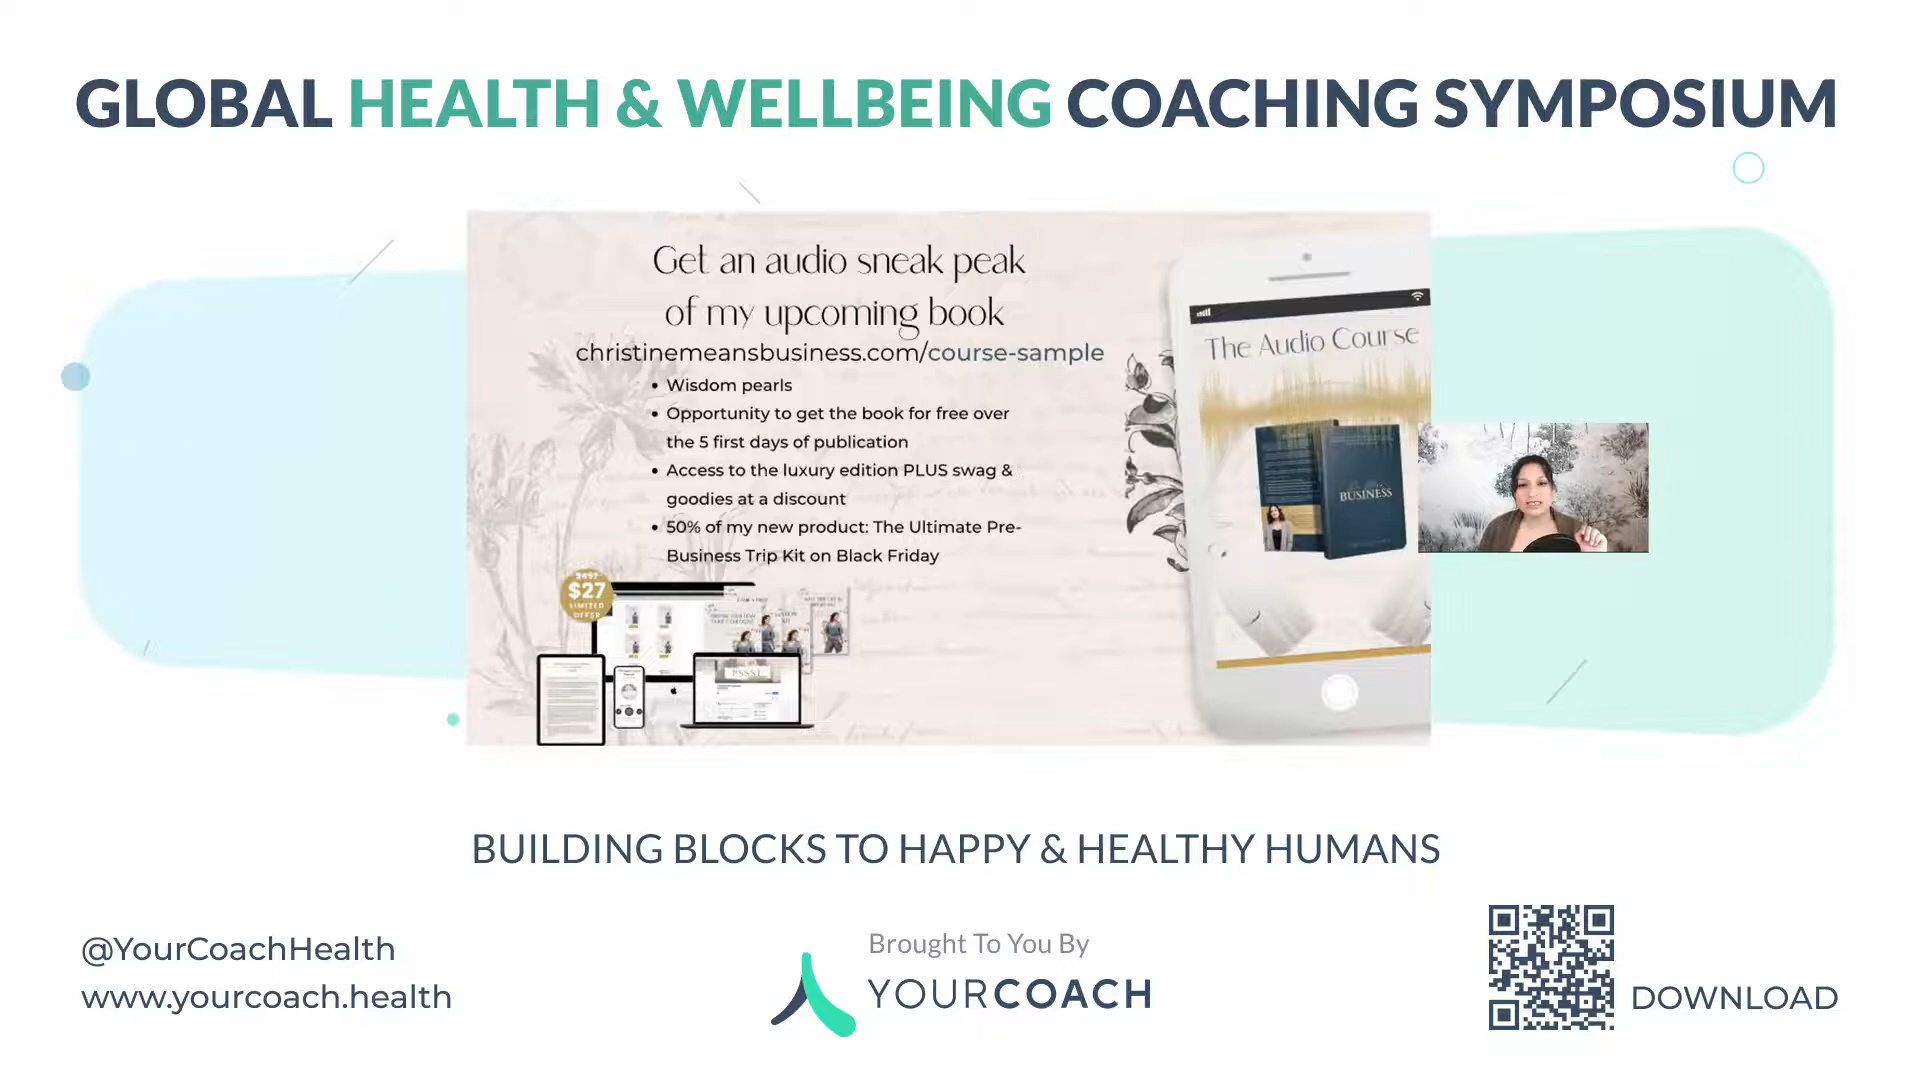 GLOBAL HEALTH & WELLBEING COACHING SYMPOSIUM
Get an audio sneak peak
of my upcoming book
christinemeansbusiness.com/course-sample
• Wisdom pearls
• Opportunity to get the book for free over
the 5 first days of publication
• Access to the luxury edition PLUS swag &
goodies at a discount
• 50% of my new product: The Ultimate Pre-
Business Trip Kit on Black Friday
$27
LIMITED
OFFER
The Audio Course
BUSINESS
BUILDING BLOCKS TO HAPPY & HEALTHY HUMANS
@YourCoachHealth
www.yourcoach.health
Brought To You By
YOURCOACH
DOWNLOAD